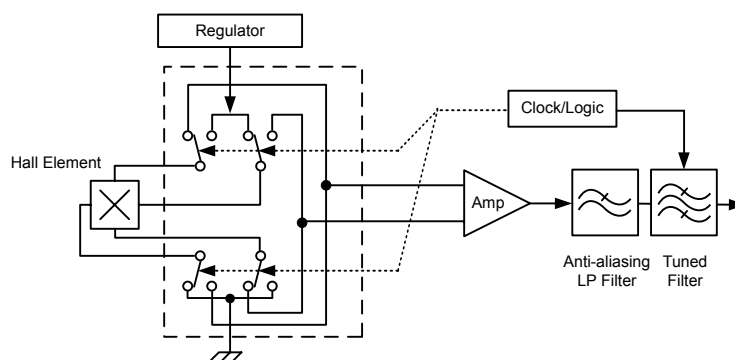 Regulator
Clock/Logic
Hall Element
Amp
Anti-aliasing
LP Filter
Tuned
Filter